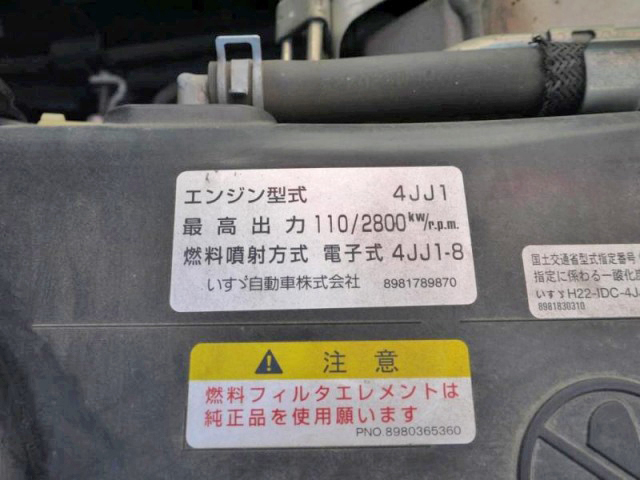 エンジン型式 4JJ1
最高出力 110/2800 kw/r.p.m.
燃料噴射方式 電子式 4JJ1-8
いすゞ自動車株式会社 8981789870
国土交通省型式指定番号
指定に係わる一酸化炭
いすゞH22-IDC-4J
8981830310
注意
燃料フィルタエレメントは
純正品を使用願います
PNO.8980365360